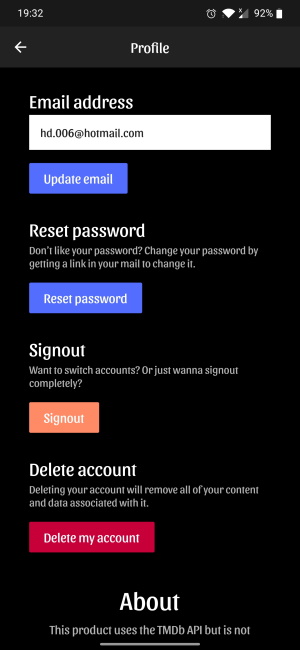 19:32
92%
Profile
Email address
hd.006@hotmail.com
Update email
Reset password
Don't like your password? Change your password by
getting a link in your mail to change it.
Reset password
Signout
Want to switch accounts? Or just wanna signout
completely?
Signout
Delete account
Deleting your account will remove all of your content
and data associated with it.
Delete my account
About
This product uses the TMDb API but is not